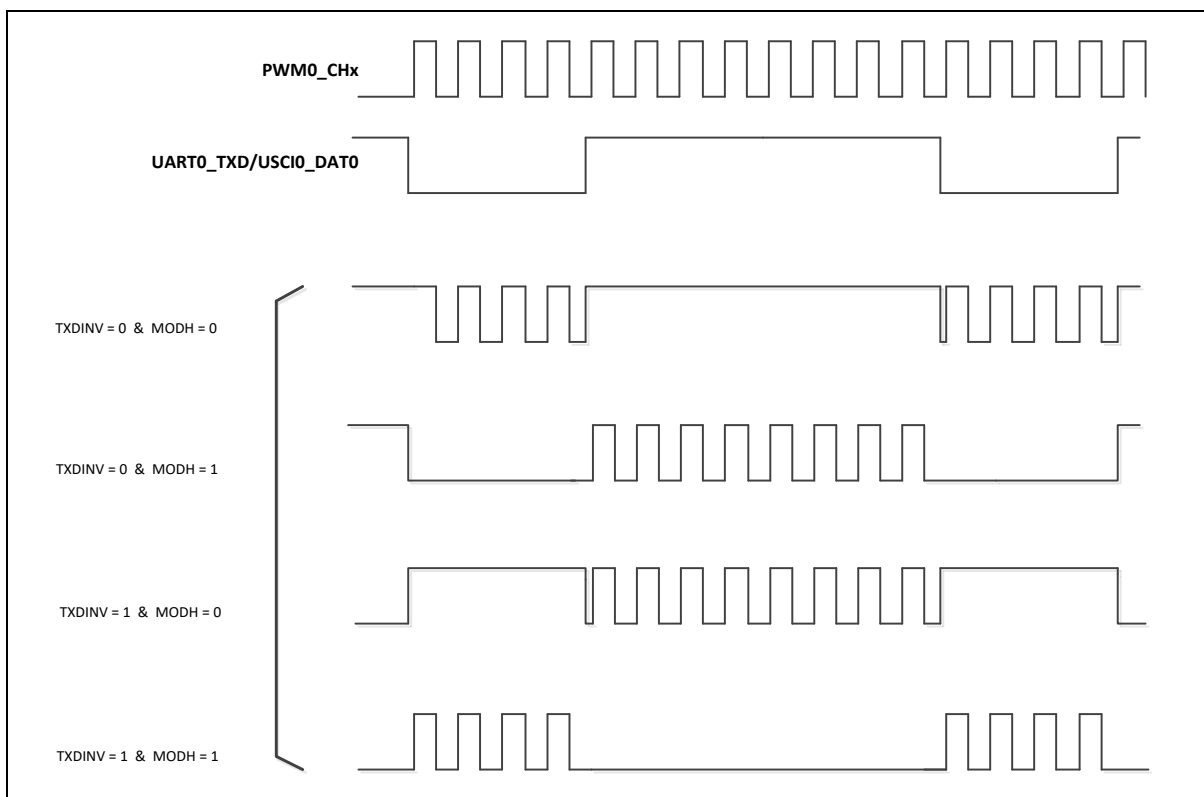 PWM0_CHx
UART0_TXD/USCI0_DAT0
TXDINV = 0 & MODH = 0
TXDINV = 0 & MODH = 1
TXDINV = 1 & MODH = 0
TXDINV = 1 & MODH = 1